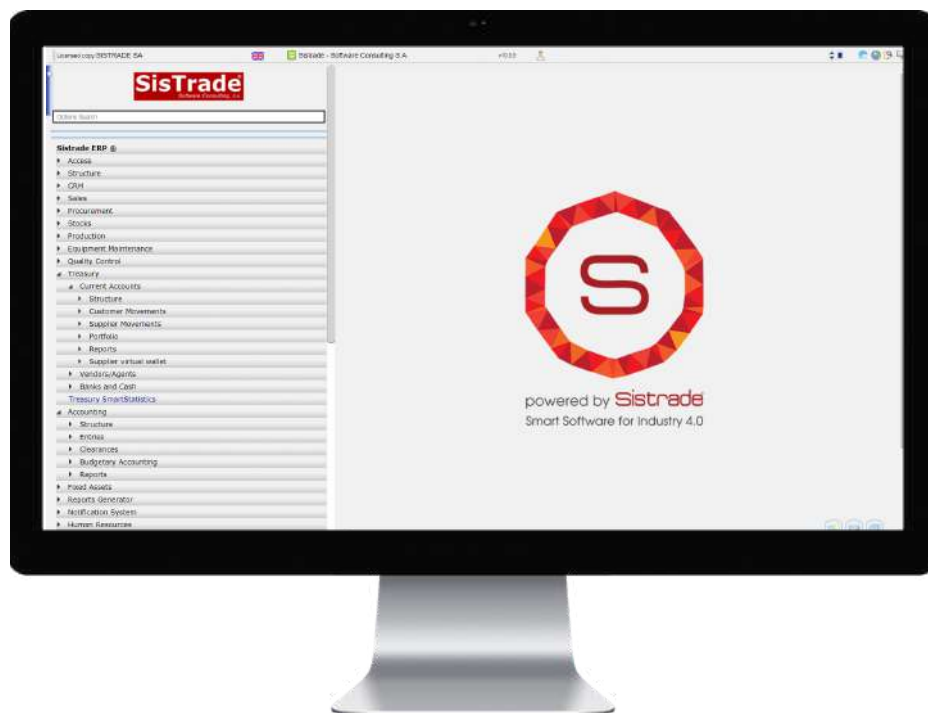 Licensed copy SISTRADE SA
Sistrade - Software Consulting S.A.
SisTrade
Software Consulting, S.A.
Options Search
Sistrade ERP
Access
Structure
CRM
Sales
Procurement
Stocks
Production
Equipment Maintenance
Quality Control
Treasury
Current Accounts
Structure
Customer Movements
Supplier Movements
Portfolio
Reports
Supplier virtual wallet
Vendors/Agents
Banks and Cash
Treasury SmartStatistics
Accounting
Structure
Entries
Clearances
Budgetary Accounting
Reports
Fixed Assets
Reports Generator
Notification System
Human Resources
S
powered by Sistrade
Smart Software for Industry 4.0